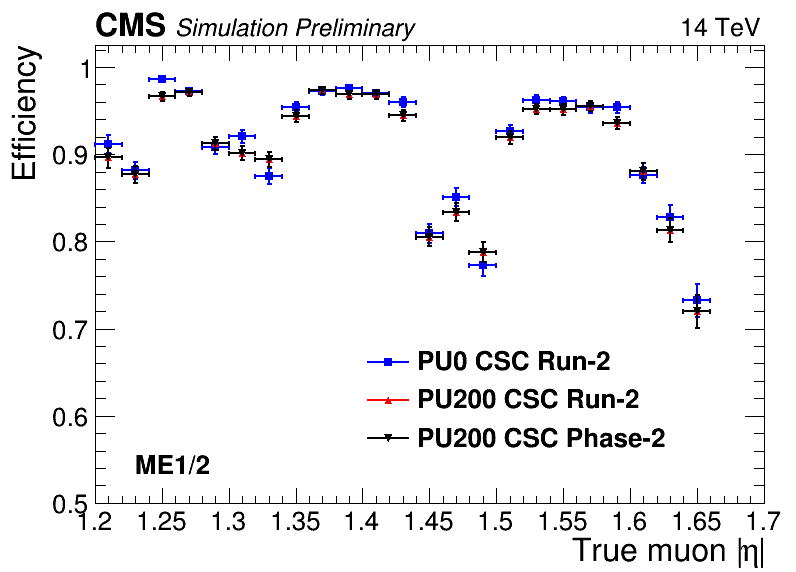 CMS Simulation Preliminary 14 TeV
Efficiency
1
0.9
0.8
0.7
0.6
0.5
PU0 CSC Run-2
PU200 CSC Run-2
PU200 CSC Phase-2
ME1/2
1.2 1.25 1.3 1.35 1.4 1.45 1.5 1.55 1.6 1.65 1.7
True muon |η|